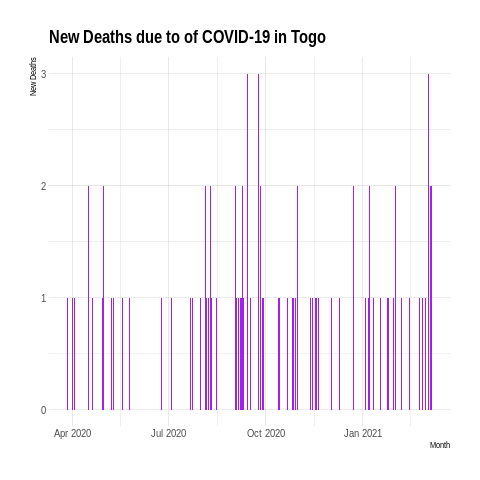 New Deaths due to of COVID-19 in Togo
New Deaths
3
2
1
0
Apr 2020
Jul 2020
Oct 2020
Jan 2021
Month